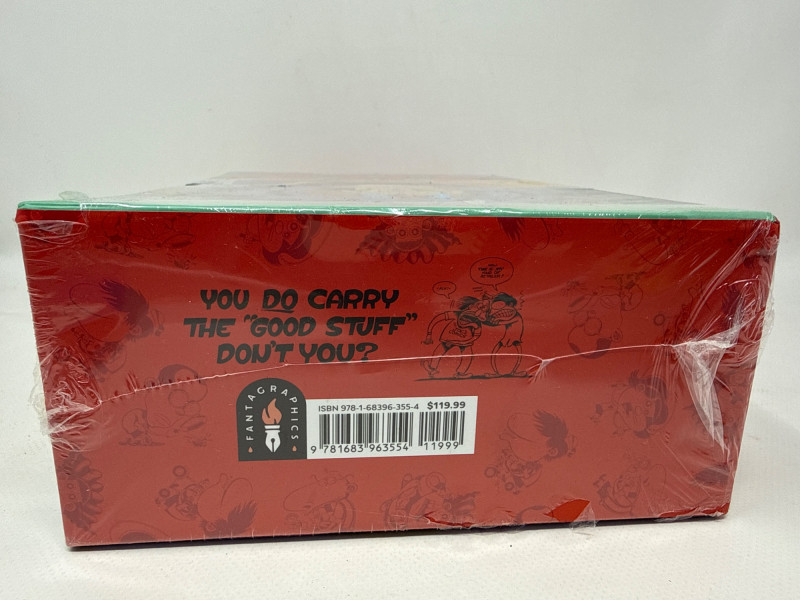 YOU DO CARRY
THE "GOOD STUFF"
DON'T YOU?
FANTAGRAPHICS
ISBN 978-1-68396-355-4 $119.99
9 781683 963554 11999